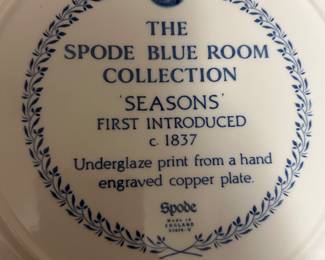 THE
SPODE BLUE ROOM
COLLECTION
'SEASONS'
FIRST INTRODUCED
c. 1837
Underglaze print from a hand
engraved copper plate.
Spode
MADE IN
ENGLAND